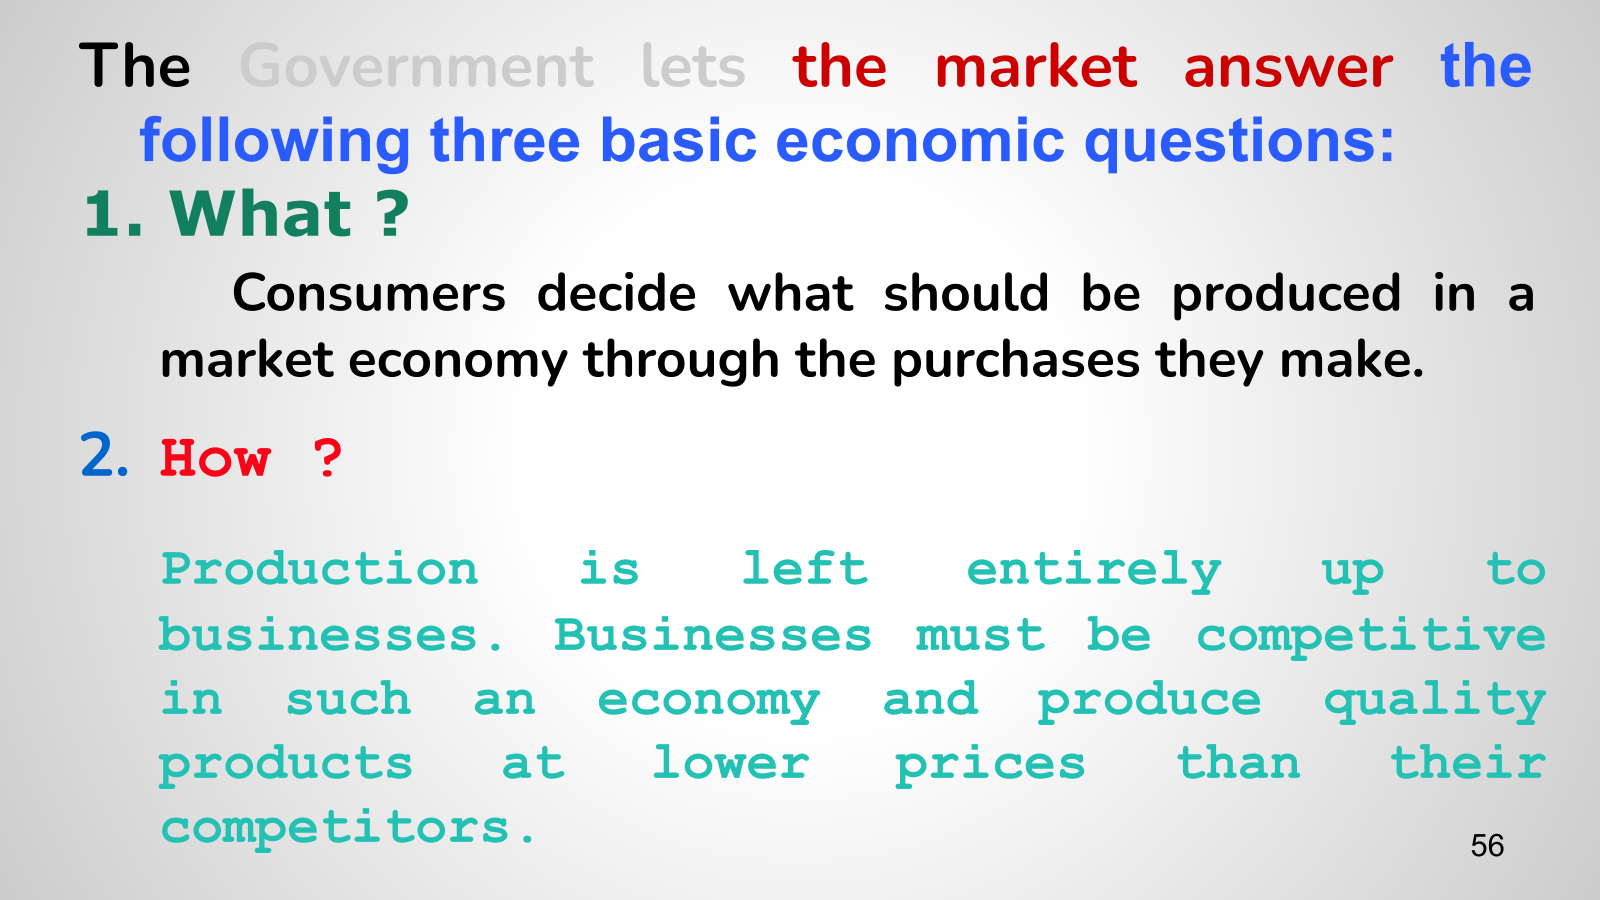 The Government lets the market answer the
following three basic economic questions:
1. What ?
Consumers decide what should be produced in a
market economy through the purchases they make.
2. How ?
Production is left entirely up to
businesses. Businesses must be competitive
in such an economy and produce quality
products at lower prices than their
competitors.
56